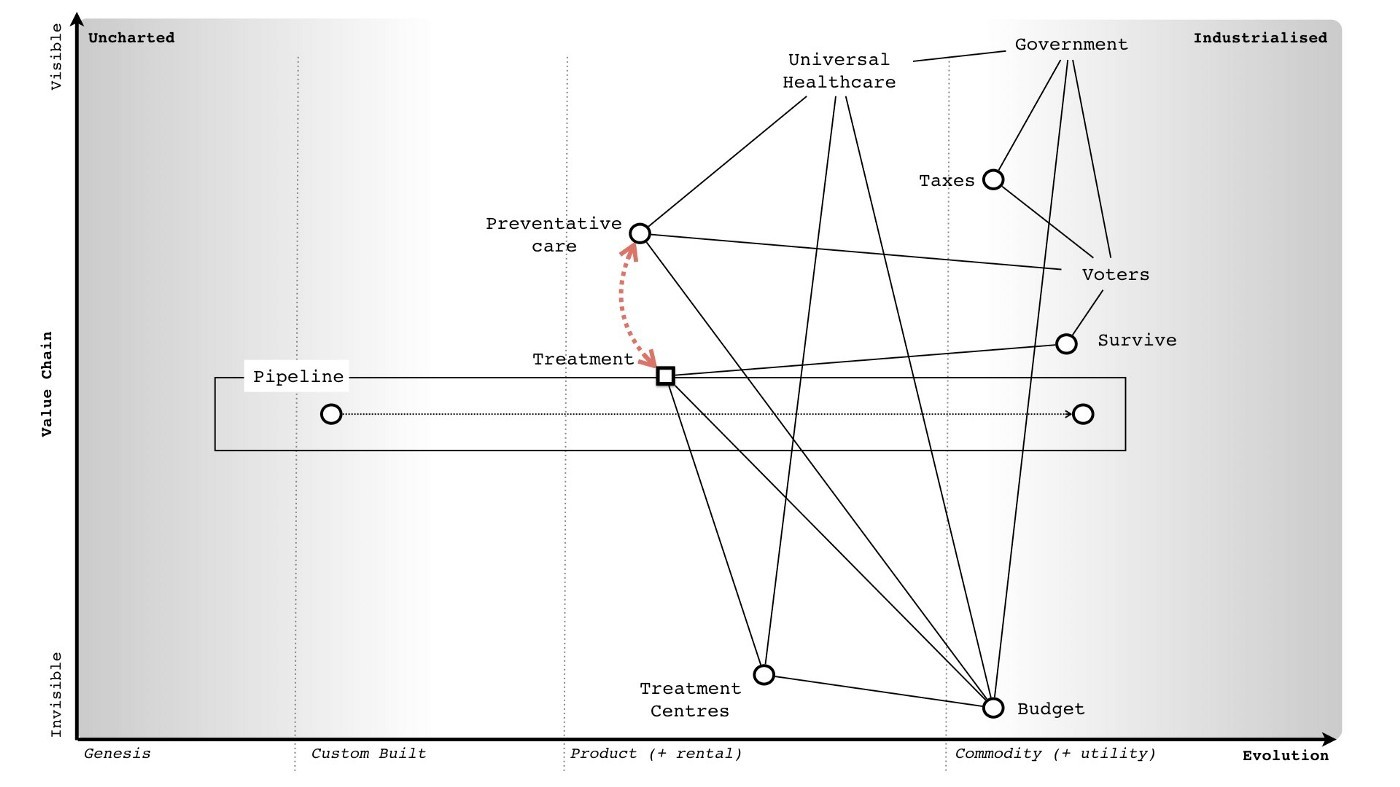 Visible
Uncharted
Universal
Healthcare
Government
Industrialised
Taxes
Preventative
care
Voters
Survive
Treatment
Pipeline
Value Chain
Invisible
Treatment
Centres
Budget
Genesis
Custom Built
Product (+ rental)
Commodity (+ utility)
Evolution